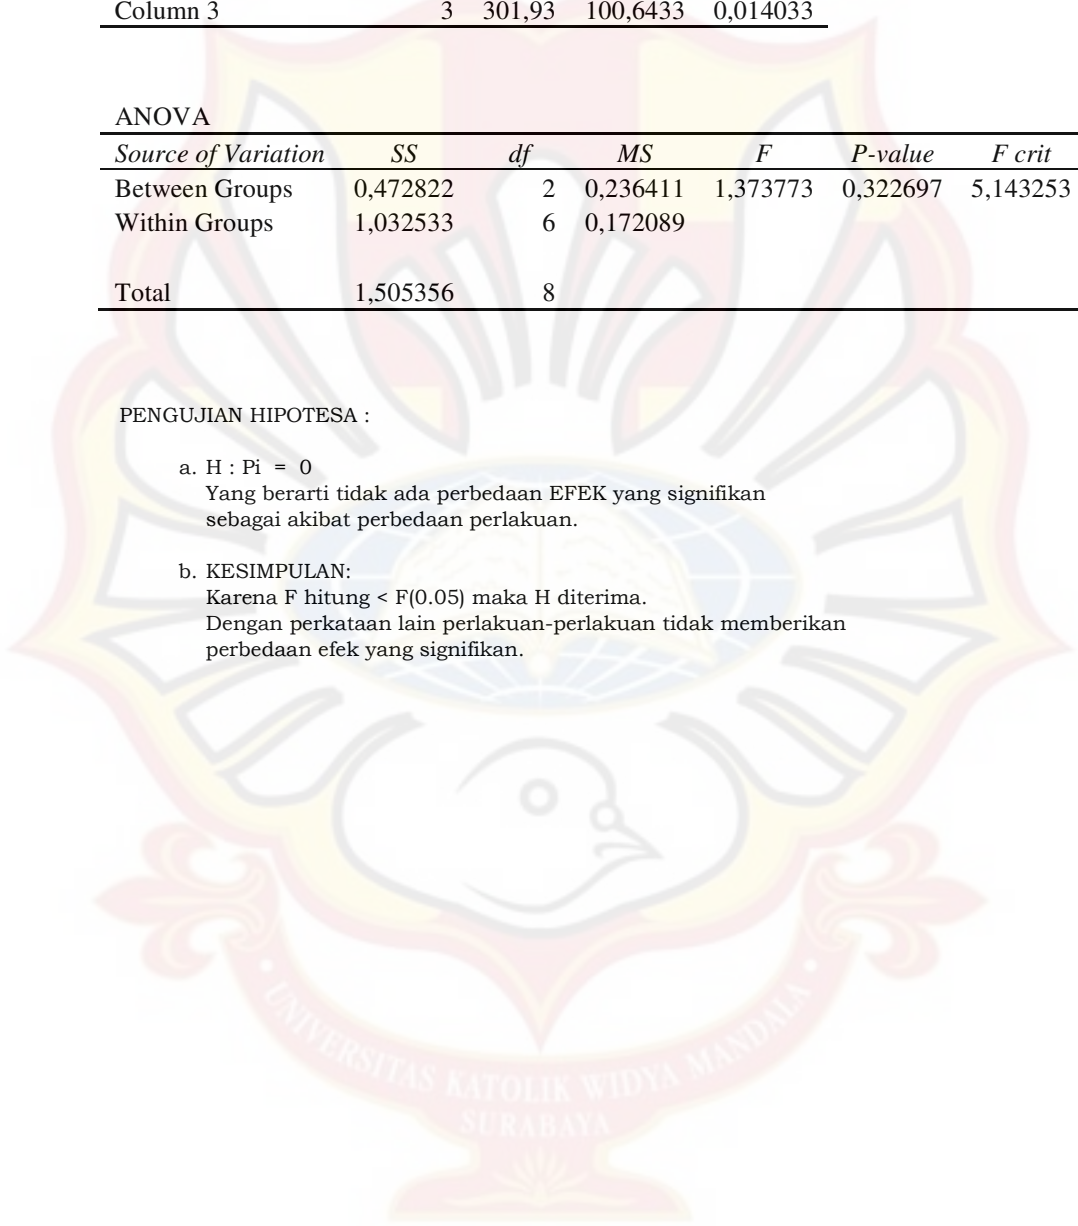 Column 3 3 301,93 100,6433 0,014033
ANOVA
Source of Variation SS df MS F P-value F crit
Between Groups 0,472822 2 0,236411 1,373773 0,322697 5,143253
Within Groups 1,032533 6 0,172089
Total 1,505356 8
PENGUJIAN HIPOTESA :
a. H : Pi = 0
Yang berarti tidak ada perbedaan EFEK yang signifikan
sebagai akibat perbedaan perlakuan.
b. KESIMPULAN:
Karena F hitung < F(0.05) maka H diterima.
Dengan perkataan lain perlakuan-perlakuan tidak memberikan
perbedaan efek yang signifikan.
UNIVERSITAS KATOLIK WIDYA MANDALA
SURABAYA